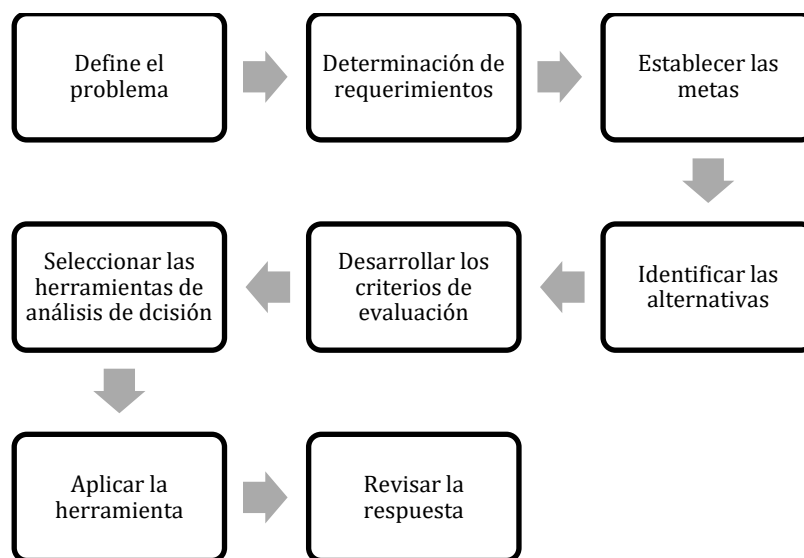 Define el
problema
Determinación de
requerimientos
Establecer las
metas
Identificar las
alternativas
Desarrollar los
criterios de
evaluación
Seleccionar las
herramientas de
análisis de dcisión
Aplicar la
herramienta
Revisar la
respuesta